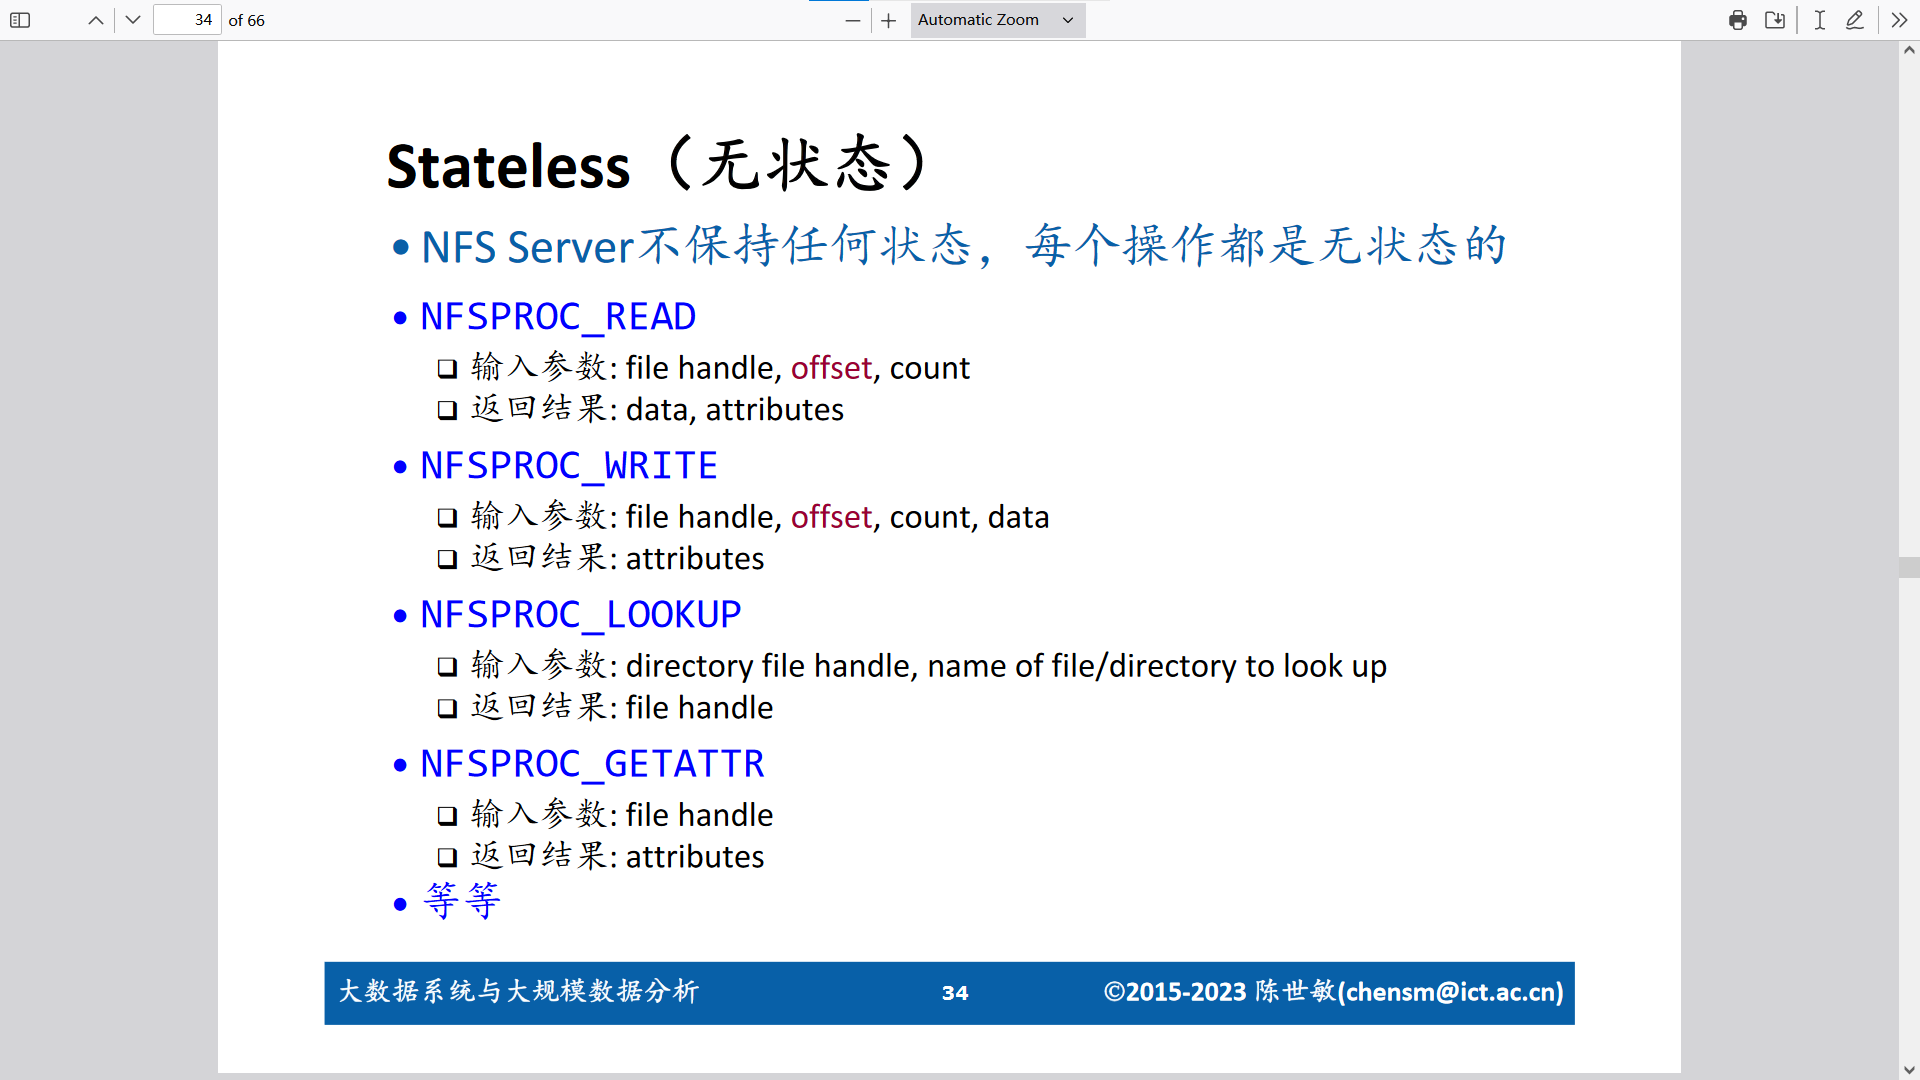 34 of 66
Automatic Zoom
Stateless（无状态）
• NFS Server不保持任何状态，每个操作都是无状态的
• NFSPROC_READ
❑ 输入参数: file handle, offset, count
❑ 返回结果: data, attributes
• NFSPROC_WRITE
❑ 输入参数: file handle, offset, count, data
❑ 返回结果: attributes
• NFSPROC_LOOKUP
❑ 输入参数: directory file handle, name of file/directory to look up
❑ 返回结果: file handle
• NFSPROC_GETATTR
❑ 输入参数: file handle
❑ 返回结果: attributes
• 等等
大数据系统与大规模数据分析 34 ©2015-2023 陈世敏(chensm@ict.ac.cn)